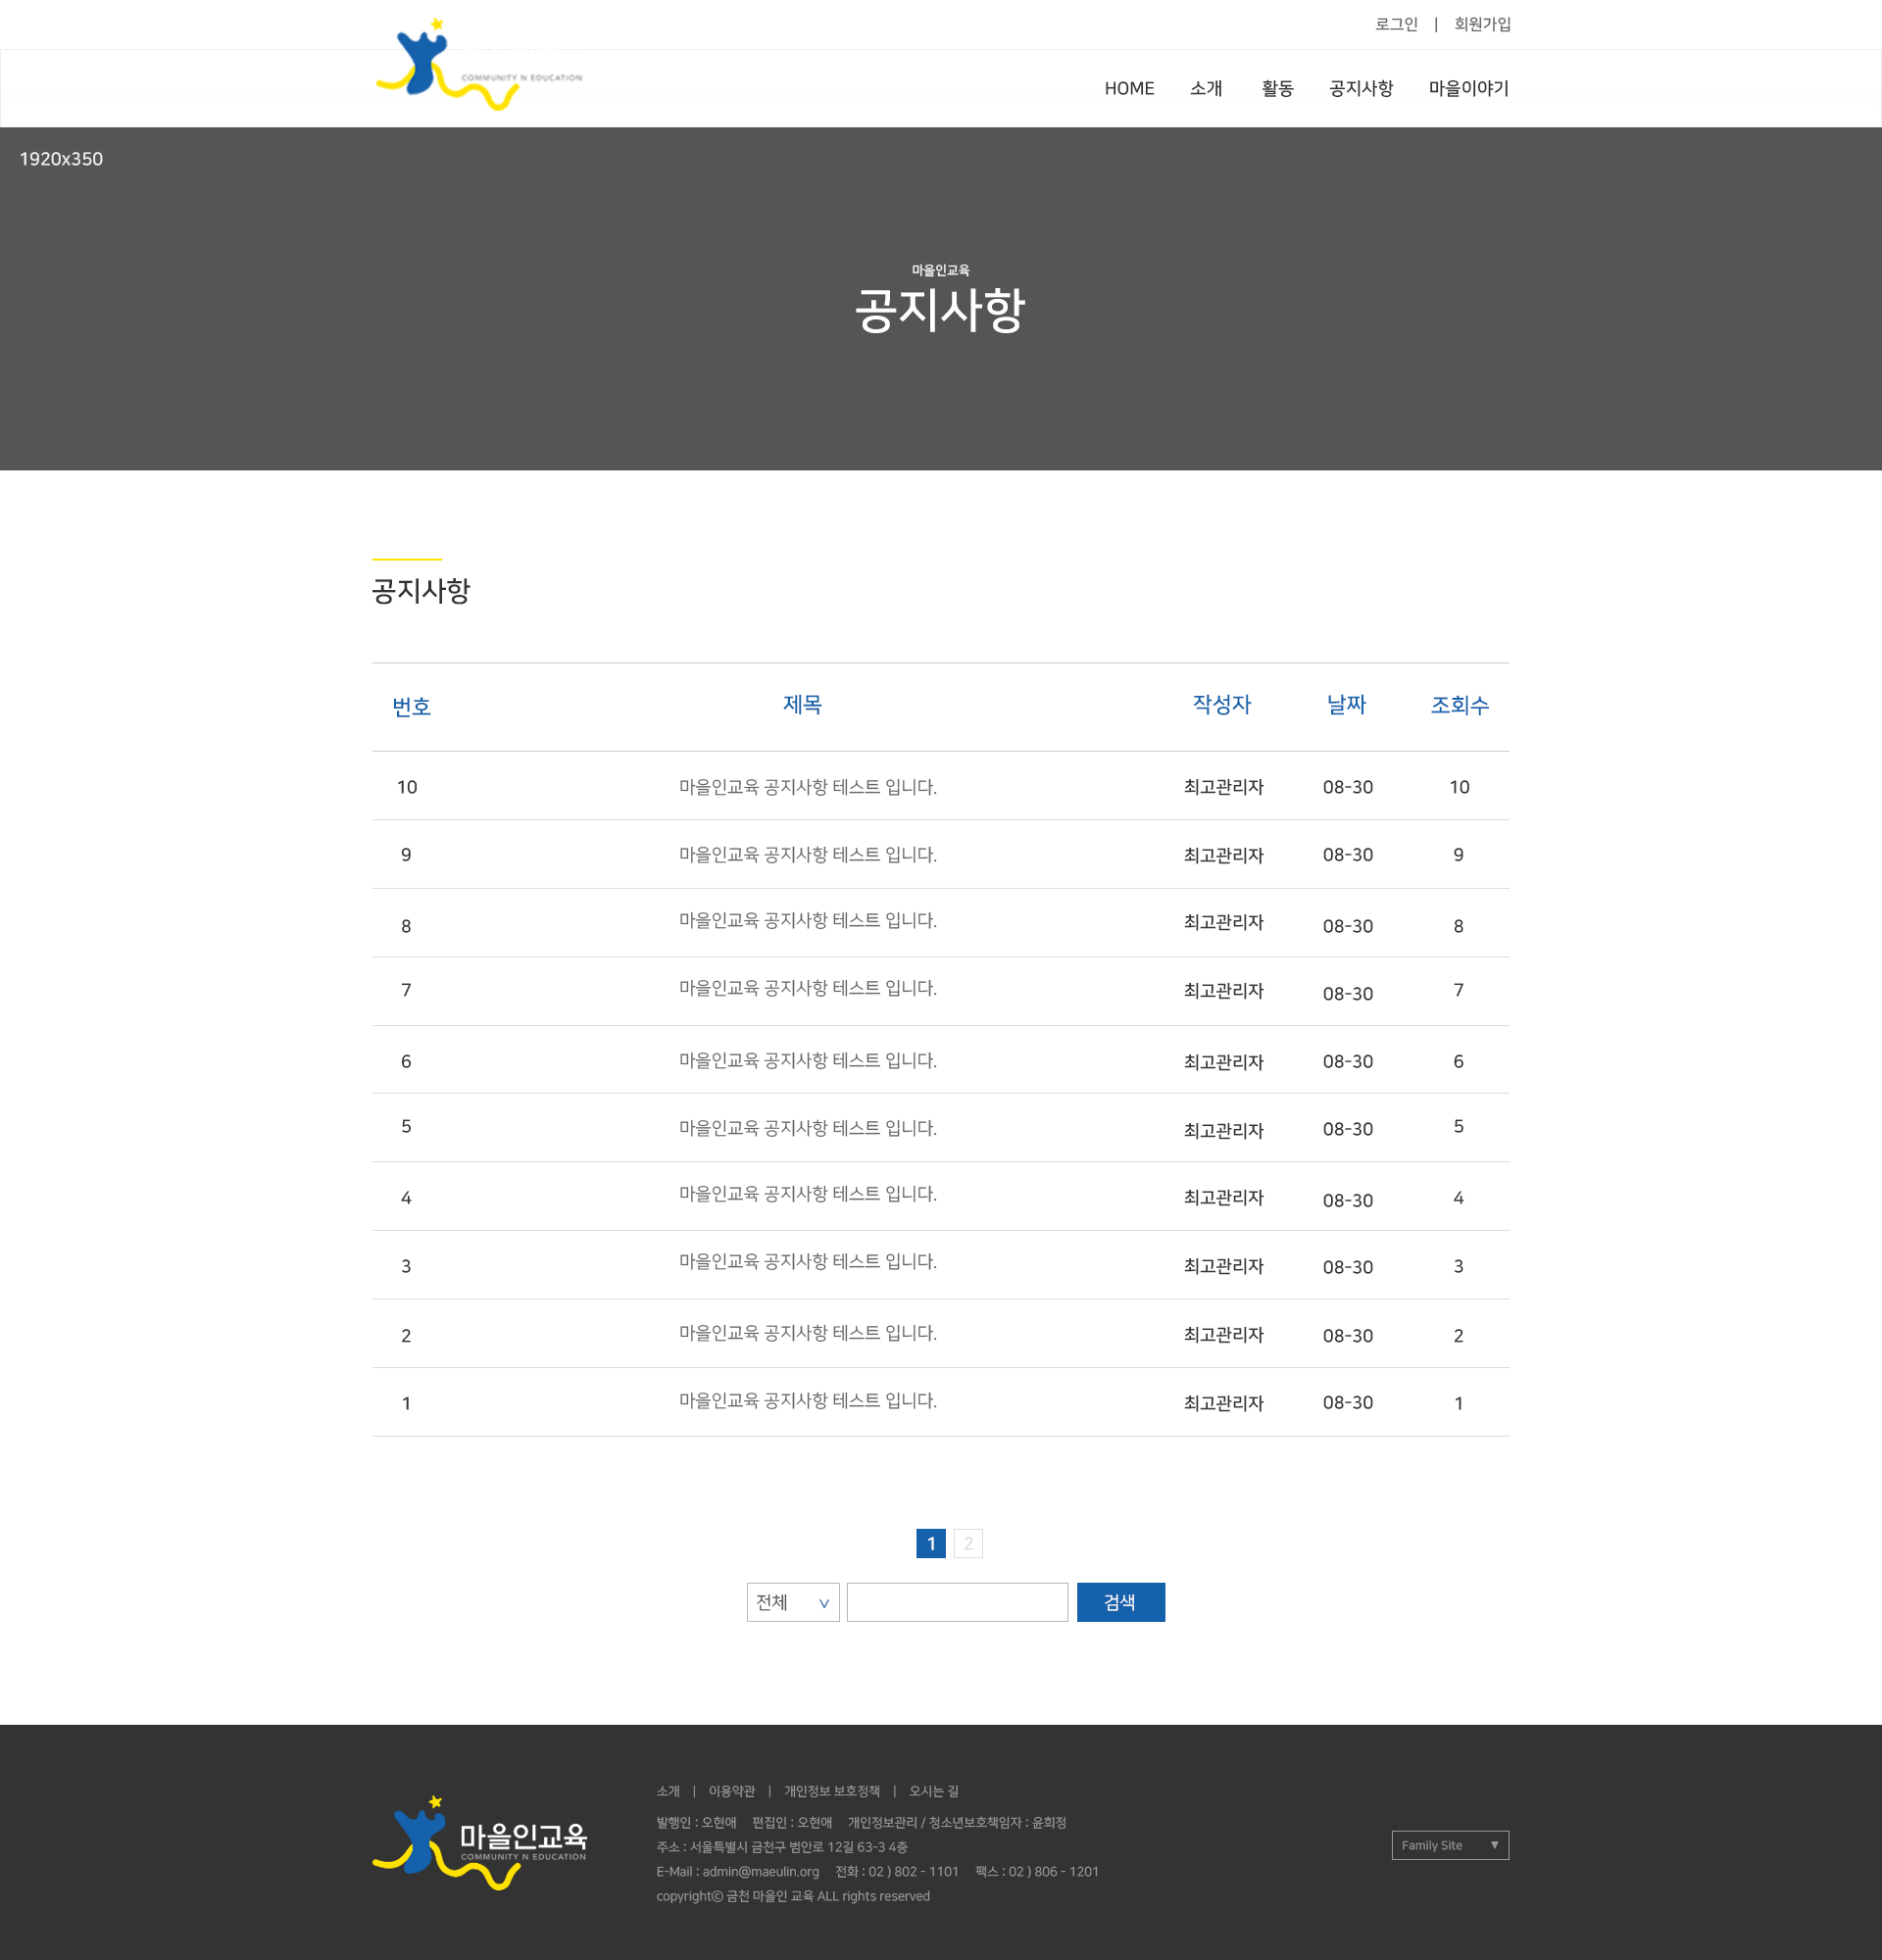 로그인 | 회원가입
COMMUNITY N EDUCATION
HOME 소개 활동 공지사항 마을이야기
1920x350
마을인교육
공지사항
공지사항
번호 제목 작성자 날짜 조회수
10 마을인교육 공지사항 테스트 입니다. 최고관리자 08-30 10
9 마을인교육 공지사항 테스트 입니다. 최고관리자 08-30 9
8 마을인교육 공지사항 테스트 입니다. 최고관리자 08-30 8
7 마을인교육 공지사항 테스트 입니다. 최고관리자 08-30 7
6 마을인교육 공지사항 테스트 입니다. 최고관리자 08-30 6
5 마을인교육 공지사항 테스트 입니다. 최고관리자 08-30 5
4 마을인교육 공지사항 테스트 입니다. 최고관리자 08-30 4
3 마을인교육 공지사항 테스트 입니다. 최고관리자 08-30 3
2 마을인교육 공지사항 테스트 입니다. 최고관리자 08-30 2
1 마을인교육 공지사항 테스트 입니다. 최고관리자 08-30 1
1 2
전체 검색
마을인교육
COMMUNITY N EDUCATION
소개 | 이용약관 | 개인정보 보호정책 | 오시는 길
발행인 : 오현애 편집인 : 오현애 개인정보관리 / 청소년보호책임자 : 윤희정
주소 : 서울특별시 금천구 범안로 12길 63-3 4층
E-Mail : admin@maeulin.org 전화 : 02 ) 802 - 1101 팩스 : 02 ) 806 - 1201
copyrightⓒ 금천 마을인 교육 ALL rights reserved
Family Site ▼